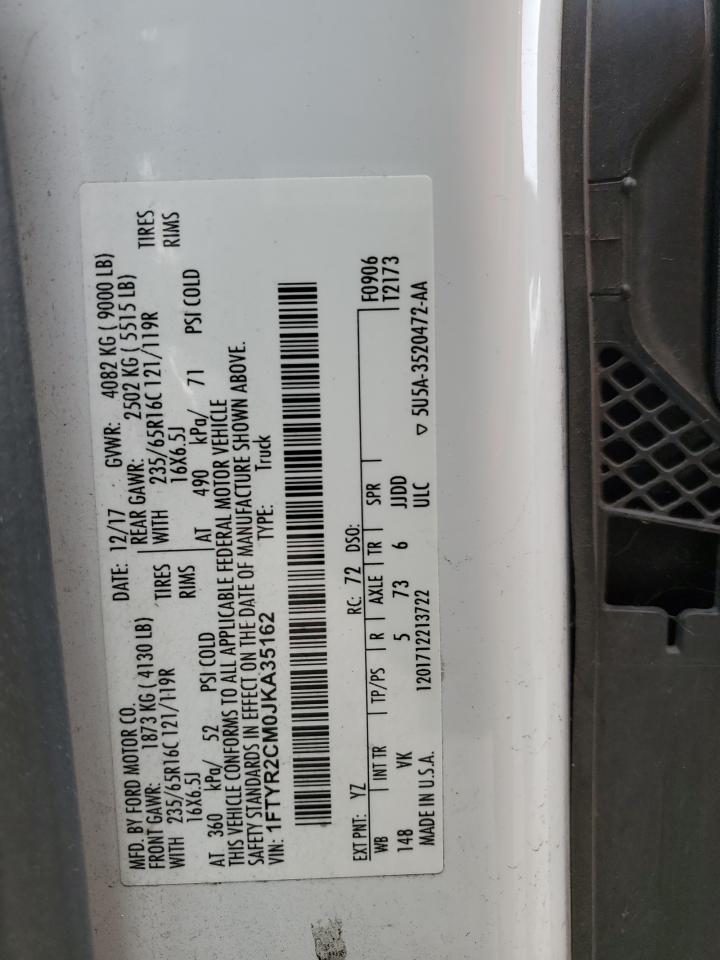 MFD. BY FORD MOTOR CO.
DATE: 12/17 GVWR: 4082 KG ( 9000 LB)
FRONT GAWR: 1873 KG ( 4130 LB) REAR GAWR: 2502 KG ( 5515 LB)
WITH 235/65R16C 121/119R TIRES WITH 235/65R16C 121/119R TIRES
16X6.5J RIMS 16X6.5J RIMS
AT 360 kPa/ 52 PSI COLD AT 490 kPa/ 71 PSI COLD
THIS VEHICLE CONFORMS TO ALL APPLICABLE FEDERAL MOTOR VEHICLE
SAFETY STANDARDS IN EFFECT ON THE DATE OF MANUFACTURE SHOWN ABOVE.
VIN: 1FTYR2CM0JKA35162 TYPE: Truck
EXT PNT: YZ RC: 72 DSO: F0906
WB INT TR TP/PS R AXLE TR SPR T2173
148 VK 5 73 6 JJDD
MADE IN U.S.A. 1201712213722 ULC ▽ 5U5A-3520472-AA